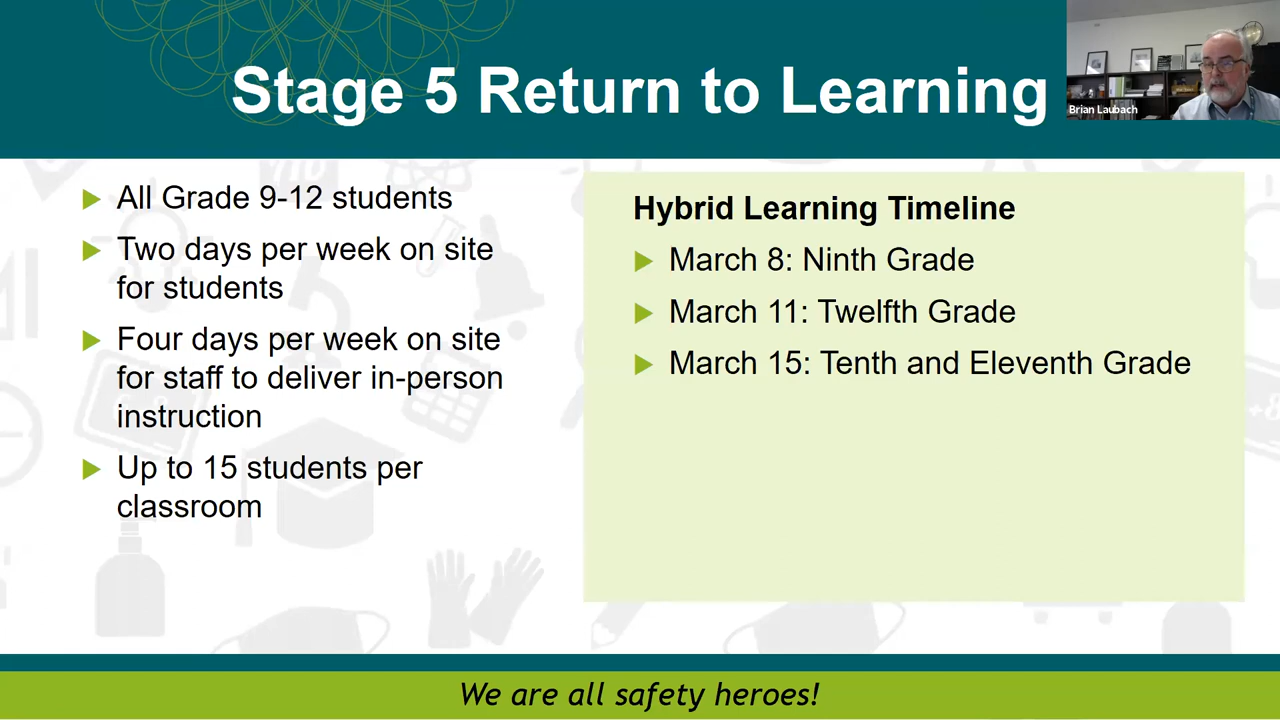 Stage 5 Return to Learning
Brian Laubach
All Grade 9-12 students
Two days per week on site
for students
Four days per week on site
for staff to deliver in-person
instruction
Up to 15 students per
classroom
Hybrid Learning Timeline
March 8: Ninth Grade
March 11: Twelfth Grade
March 15: Tenth and Eleventh Grade
We are all safety heroes!